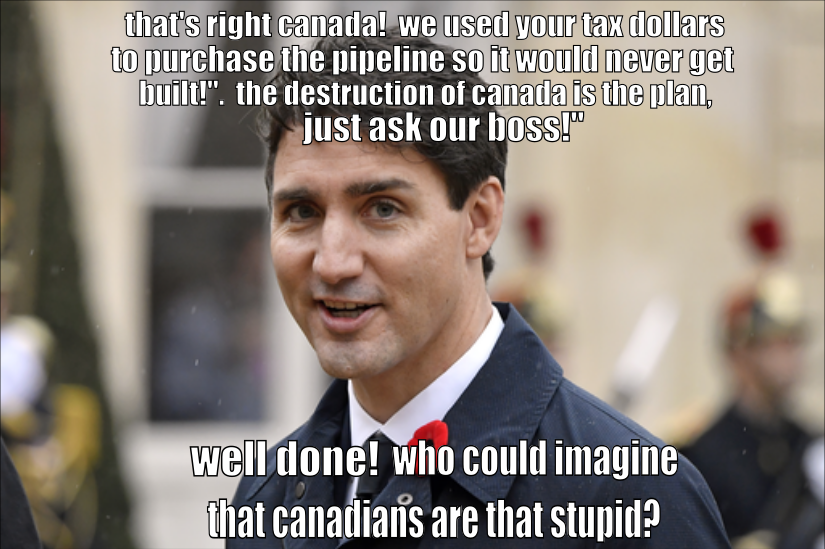 that's right canada!  we used your tax dollars
to purchase the pipeline so it would never get
built!".  the destruction of canada is the plan,
just ask our boss!"
well done!  who could imagine
that canadians are that stupid?